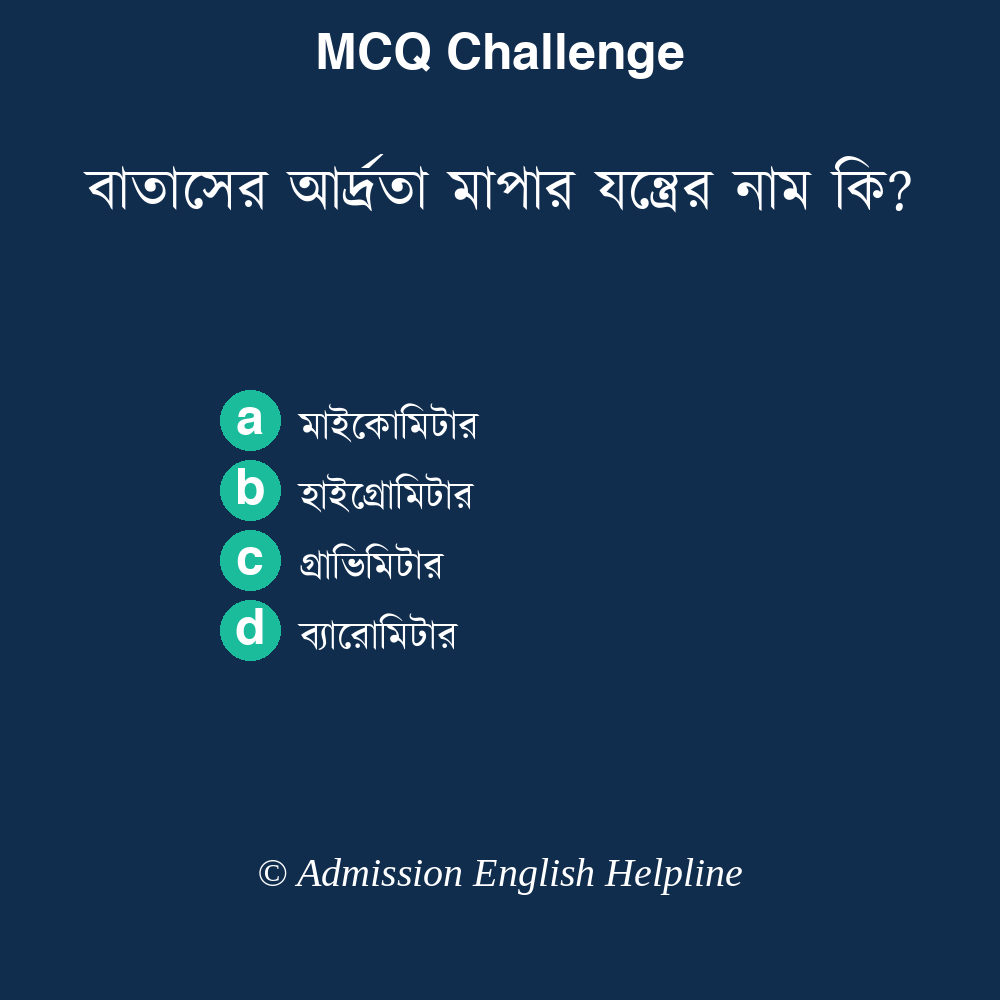 MCQ Challenge
বাতাসের আর্দ্রতা মাপার যন্ত্রের নাম কি?
a মাইকোমিটার
b হাইগ্রোমিটার
c গ্রাভিমিটার
d ব্যারোমিটার
© Admission English Helpline